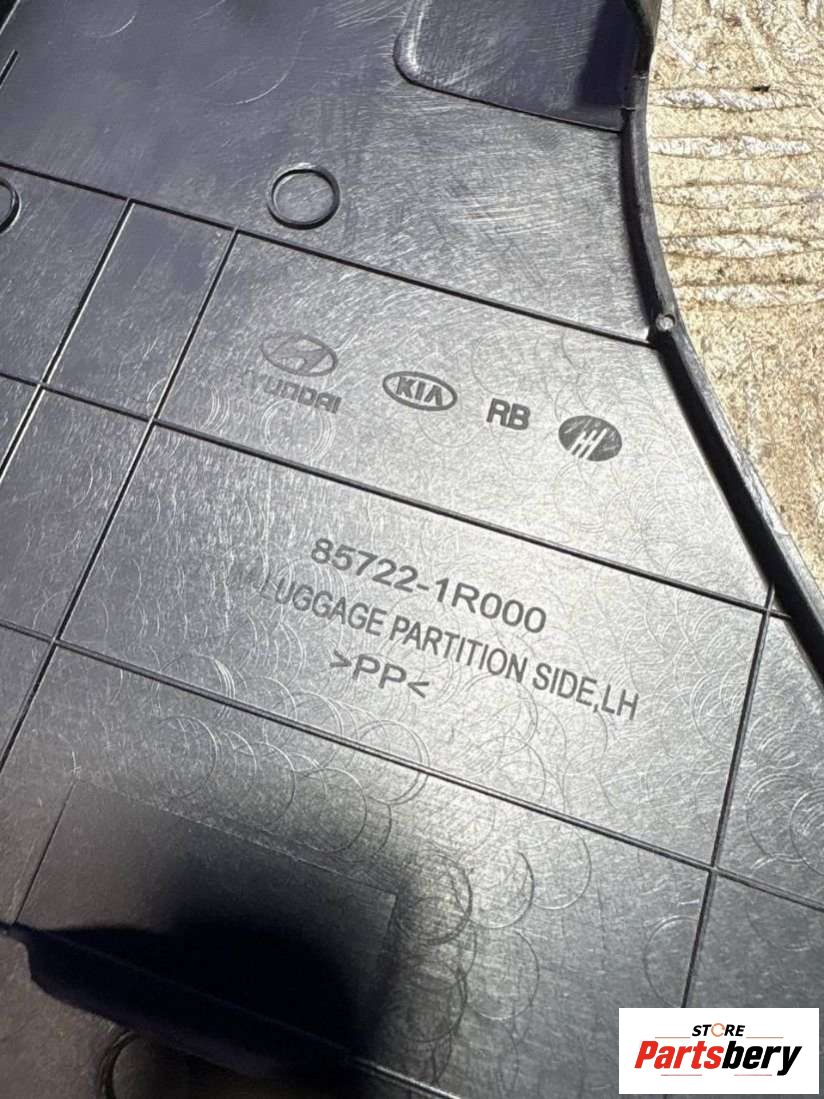 HYUNDAI
KIA
RB
85722-1R000
LUGGAGE PARTITION SIDE,LH
>PP<
STORE
Partsbery